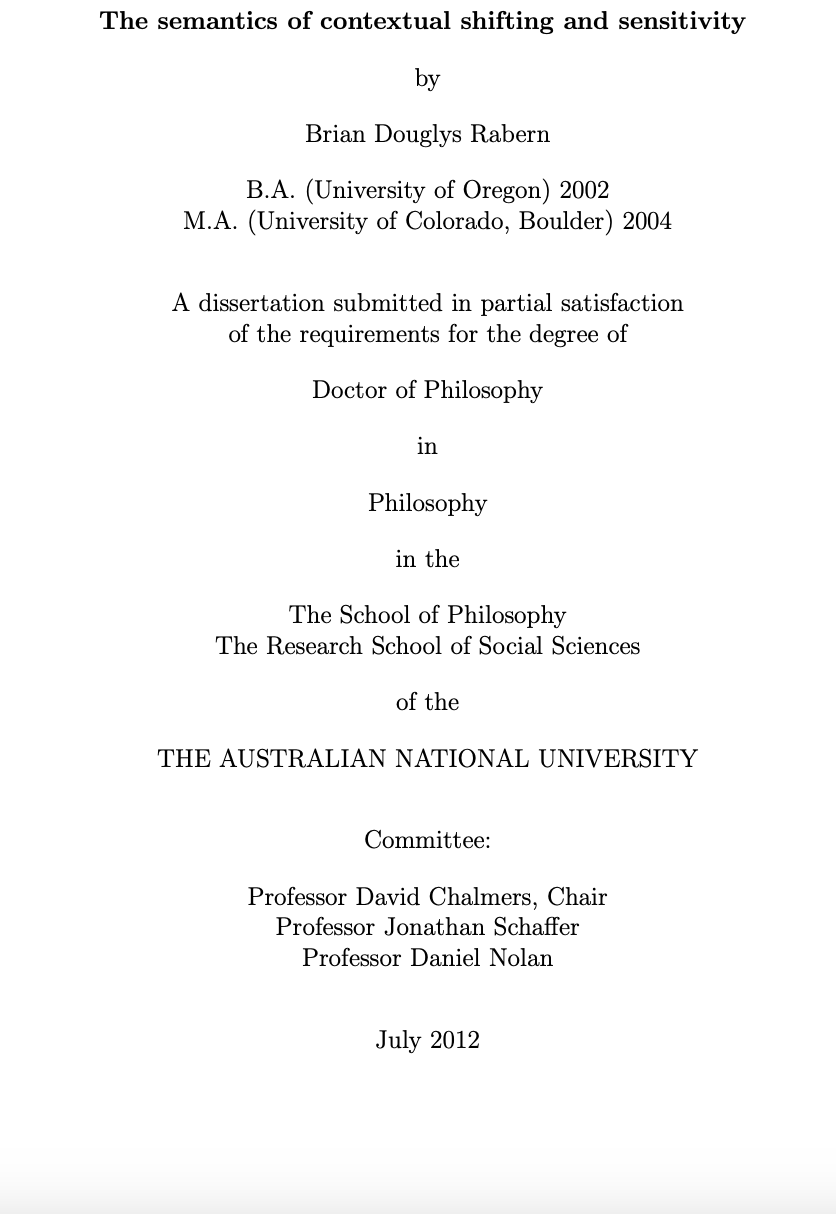 The semantics of contextual shifting and sensitivity
by
Brian Douglys Rabern
B.A. (University of Oregon) 2002
M.A. (University of Colorado, Boulder) 2004
A dissertation submitted in partial satisfaction
of the requirements for the degree of
Doctor of Philosophy
in
Philosophy
in the
The School of Philosophy
The Research School of Social Sciences
of the
THE AUSTRALIAN NATIONAL UNIVERSITY
Committee:
Professor David Chalmers, Chair
Professor Jonathan Schaffer
Professor Daniel Nolan
July 2012